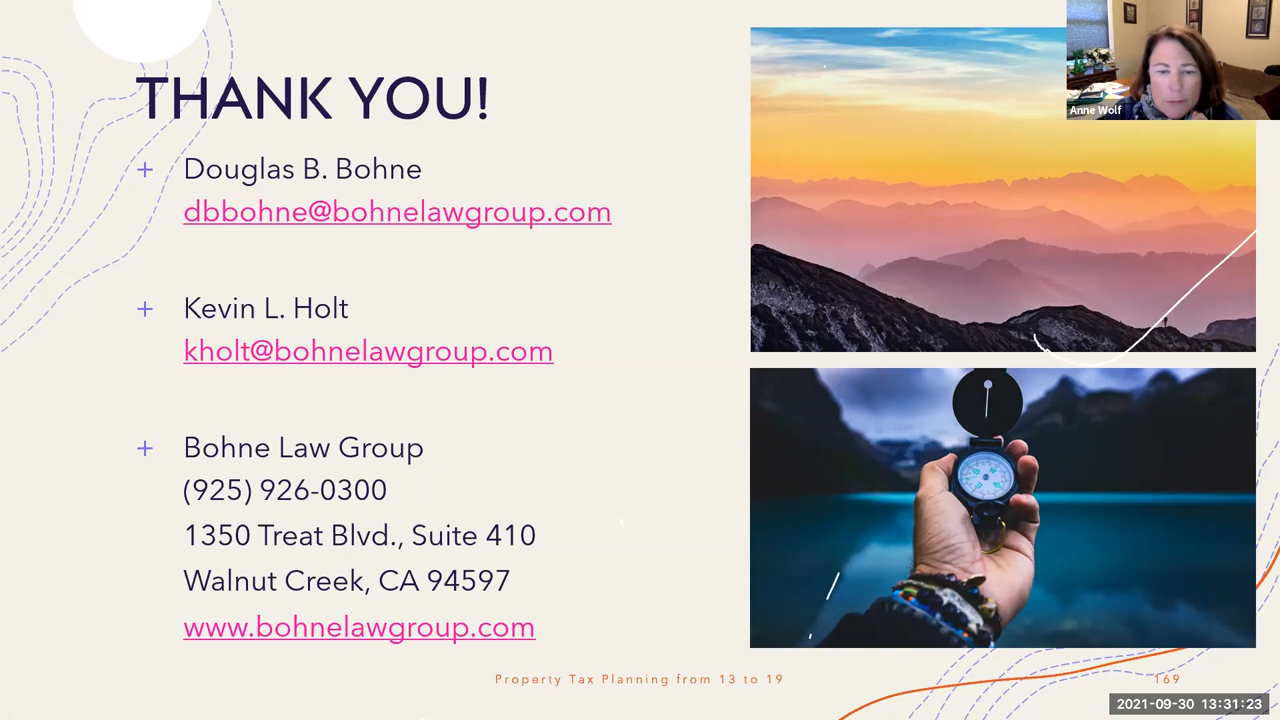 THANK YOU!
+ Douglas B. Bohne
dbbohne@bohnelawgroup.com
+ Kevin L. Holt
kholt@bohnelawgroup.com
+ Bohne Law Group
(925) 926-0300
1350 Treat Blvd., Suite 410
Walnut Creek, CA 94597
www.bohnelawgroup.com
Anne Wolf
Property Tax Planning from 13 to 19
169
2021-09-30 13:31:23